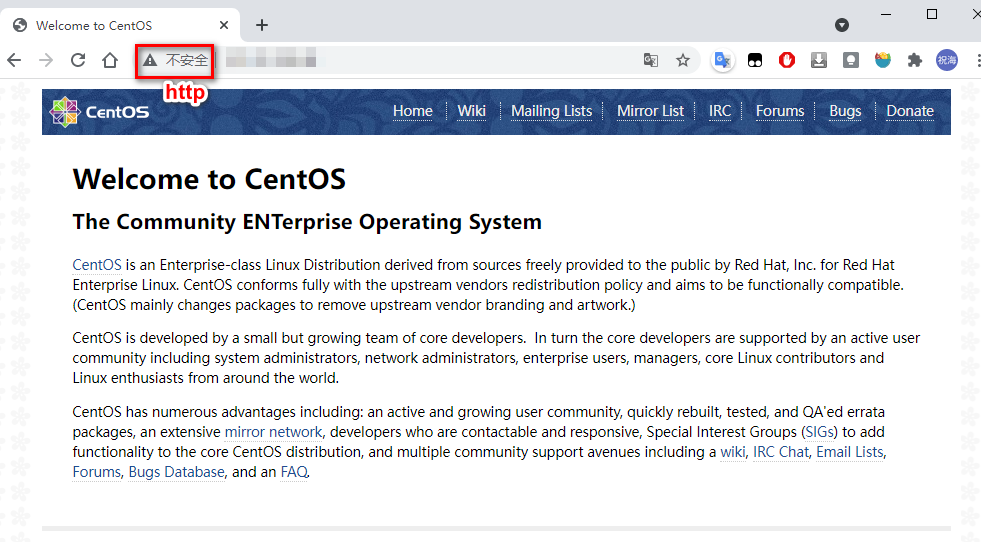 Welcome to CentOS
不安全
http
祝海
CentOS
Home Wiki Mailing Lists Mirror List IRC Forums Bugs Donate
Welcome to CentOS
The Community ENTerprise Operating System
CentOS is an Enterprise-class Linux Distribution derived from sources freely provided to the public by Red Hat, Inc. for Red Hat
Enterprise Linux. CentOS conforms fully with the upstream vendors redistribution policy and aims to be functionally compatible.
(CentOS mainly changes packages to remove upstream vendor branding and artwork.)
CentOS is developed by a small but growing team of core developers.  In turn the core developers are supported by an active user
community including system administrators, network administrators, enterprise users, managers, core Linux contributors and
Linux enthusiasts from around the world.
CentOS has numerous advantages including: an active and growing user community, quickly rebuilt, tested, and QA'ed errata
packages, an extensive mirror network, developers who are contactable and responsive, Special Interest Groups (SIGs) to add
functionality to the core CentOS distribution, and multiple community support avenues including a wiki, IRC Chat, Email Lists,
Forums, Bugs Database, and an FAQ.